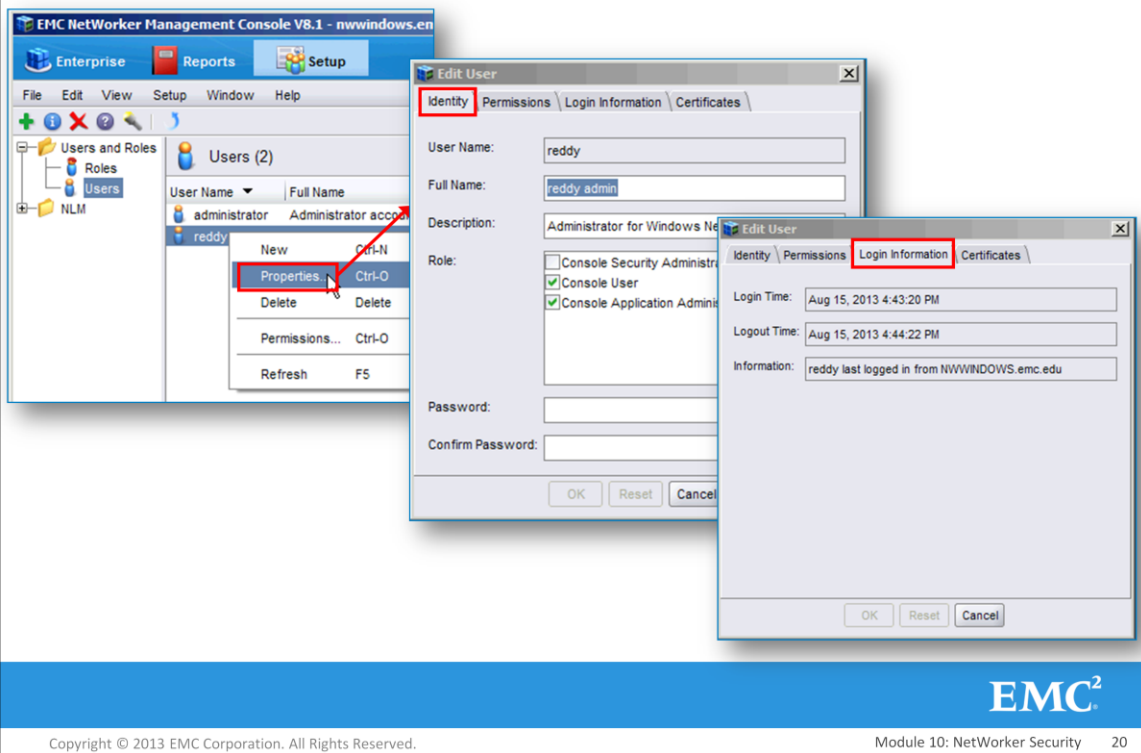 EMC NetWorker Management Console V8.1 - nwwindows.en
Enterprise Reports Setup
File Edit View Setup Window Help
Users and Roles
Roles
Users
NLM
Users (2)
User Name Full Name
administrator Administrator accou
reddy
New Ctrl-N
Properties... Ctrl-O
Delete Delete
Permissions... Ctrl-O
Refresh F5
Edit User
Identity Permissions Login Information Certificates
User Name: reddy
Full Name: reddy admin
Description: Administrator for Windows Ne
Role: Console Security Administra
Console User
Console Application Adminis
Password:
Confirm Password:
OK Reset Cancel
Edit User
Identity Permissions Login Information Certificates
Login Time: Aug 15, 2013 4:43:20 PM
Logout Time: Aug 15, 2013 4:44:22 PM
Information: reddy last logged in from NWWINDOWS.emc.edu
OK Reset Cancel
EMC²
Copyright © 2013 EMC Corporation. All Rights Reserved.
Module 10: NetWorker Security 20